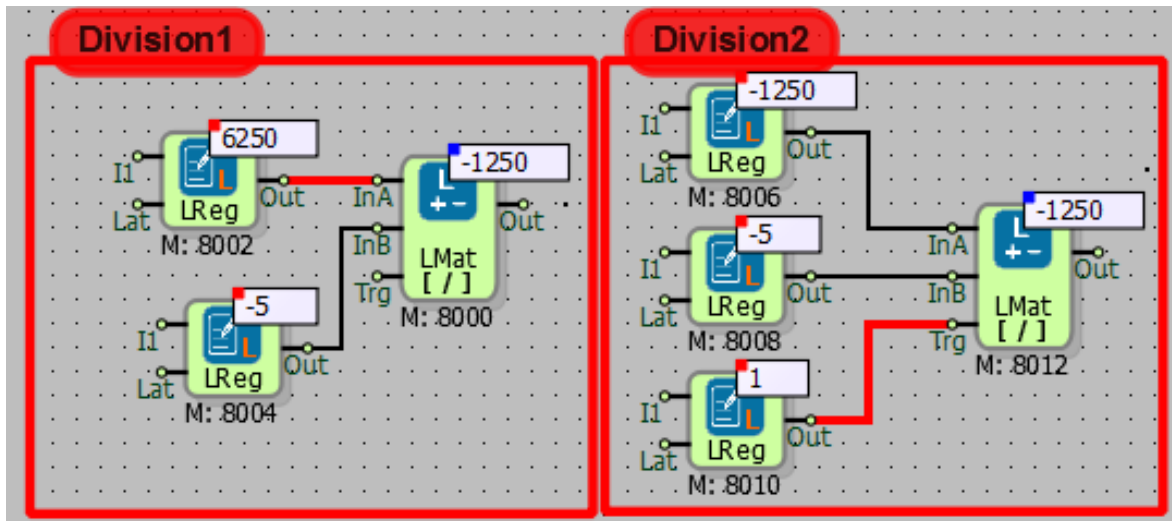 Division1
6250
I1
Lat
L
LReg
Out
M: 8002
-5
I1
Lat
L
LReg
Out
M: 8004
-1250
InA
InB
Trg
L
+-
LMat
[ / ]
Out
M: 8000
Division2
-1250
I1
Lat
L
LReg
Out
M: 8006
-5
I1
Lat
L
LReg
Out
M: 8008
1
I1
Lat
L
LReg
Out
M: 8010
-1250
InA
InB
Trg
L
+-
LMat
[ / ]
Out
M: 8012